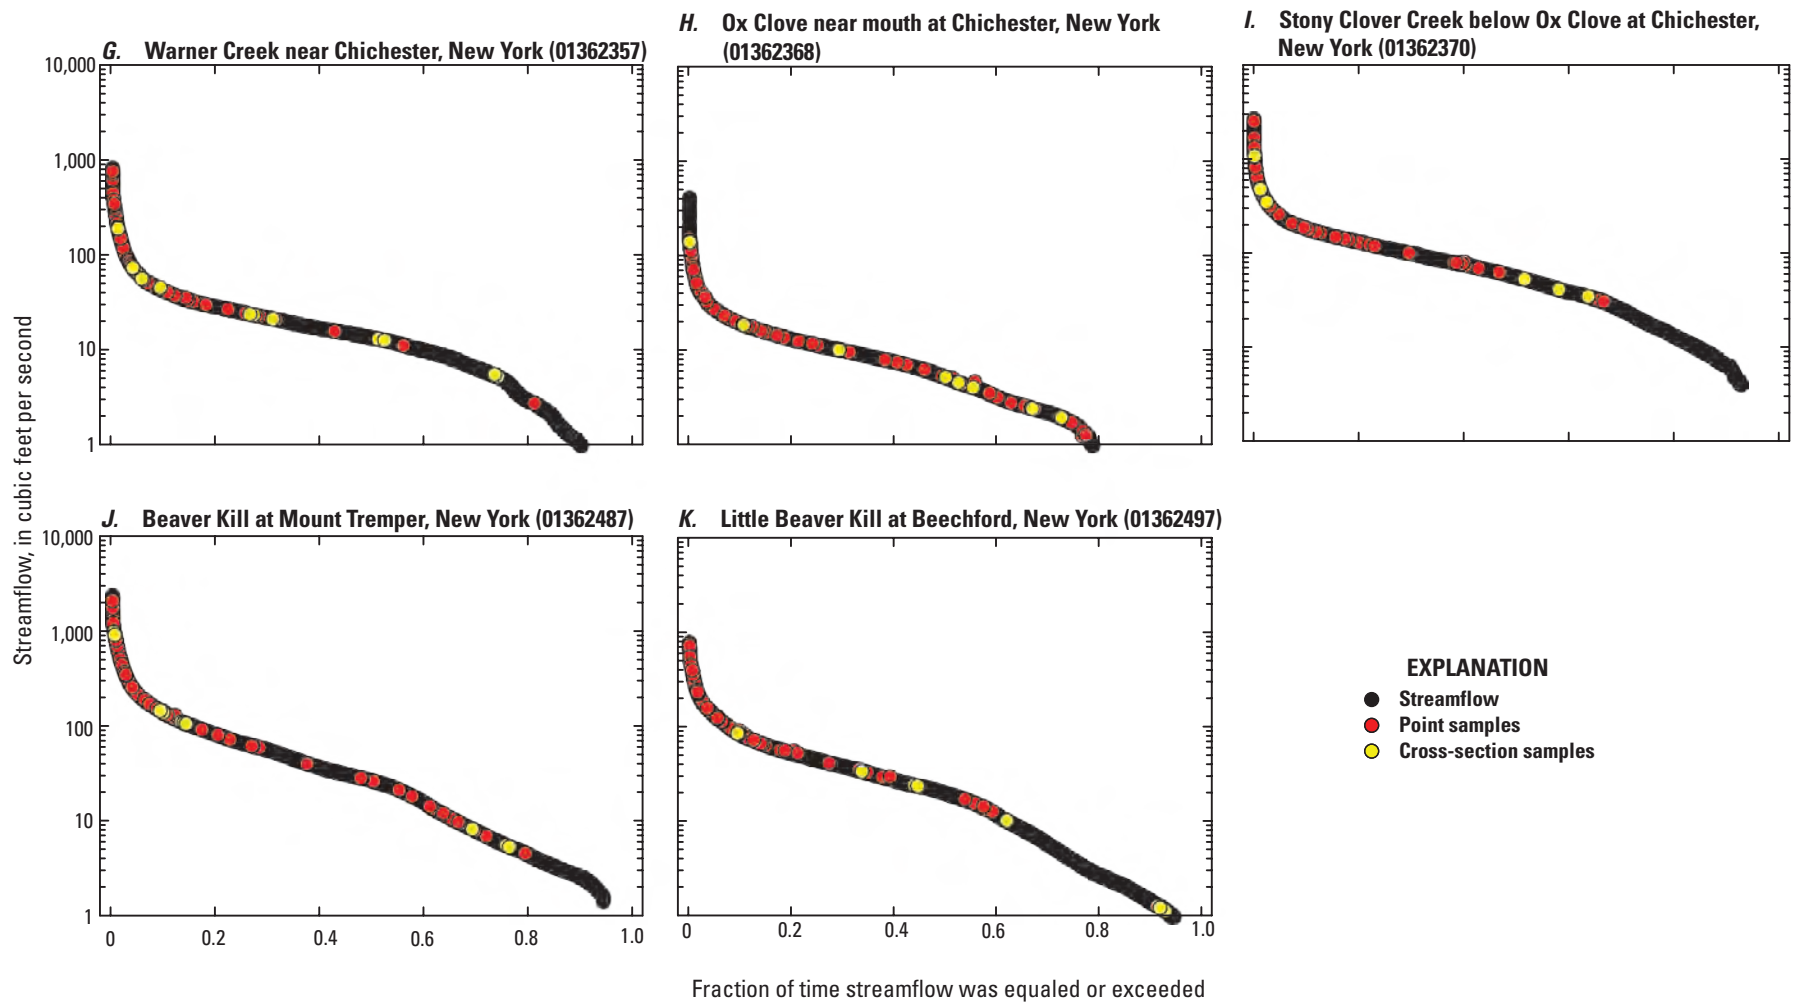 G. Warner Creek near Chichester, New York (01362357)
H. Ox Clove near mouth at Chichester, New York
(01362368)
I. Stony Clover Creek below Ox Clove at Chichester,
New York (01362370)
10,000
1,000
100
10
1
Streamflow, in cubic feet per second
J. Beaver Kill at Mount Tremper, New York (01362487)
K. Little Beaver Kill at Beechford, New York (01362497)
10,000
1,000
100
10
1
0 0.2 0.4 0.6 0.8 1.0
0 0.2 0.4 0.6 0.8 1.0
EXPLANATION
Streamflow
Point samples
Cross-section samples
Fraction of time streamflow was equaled or exceeded